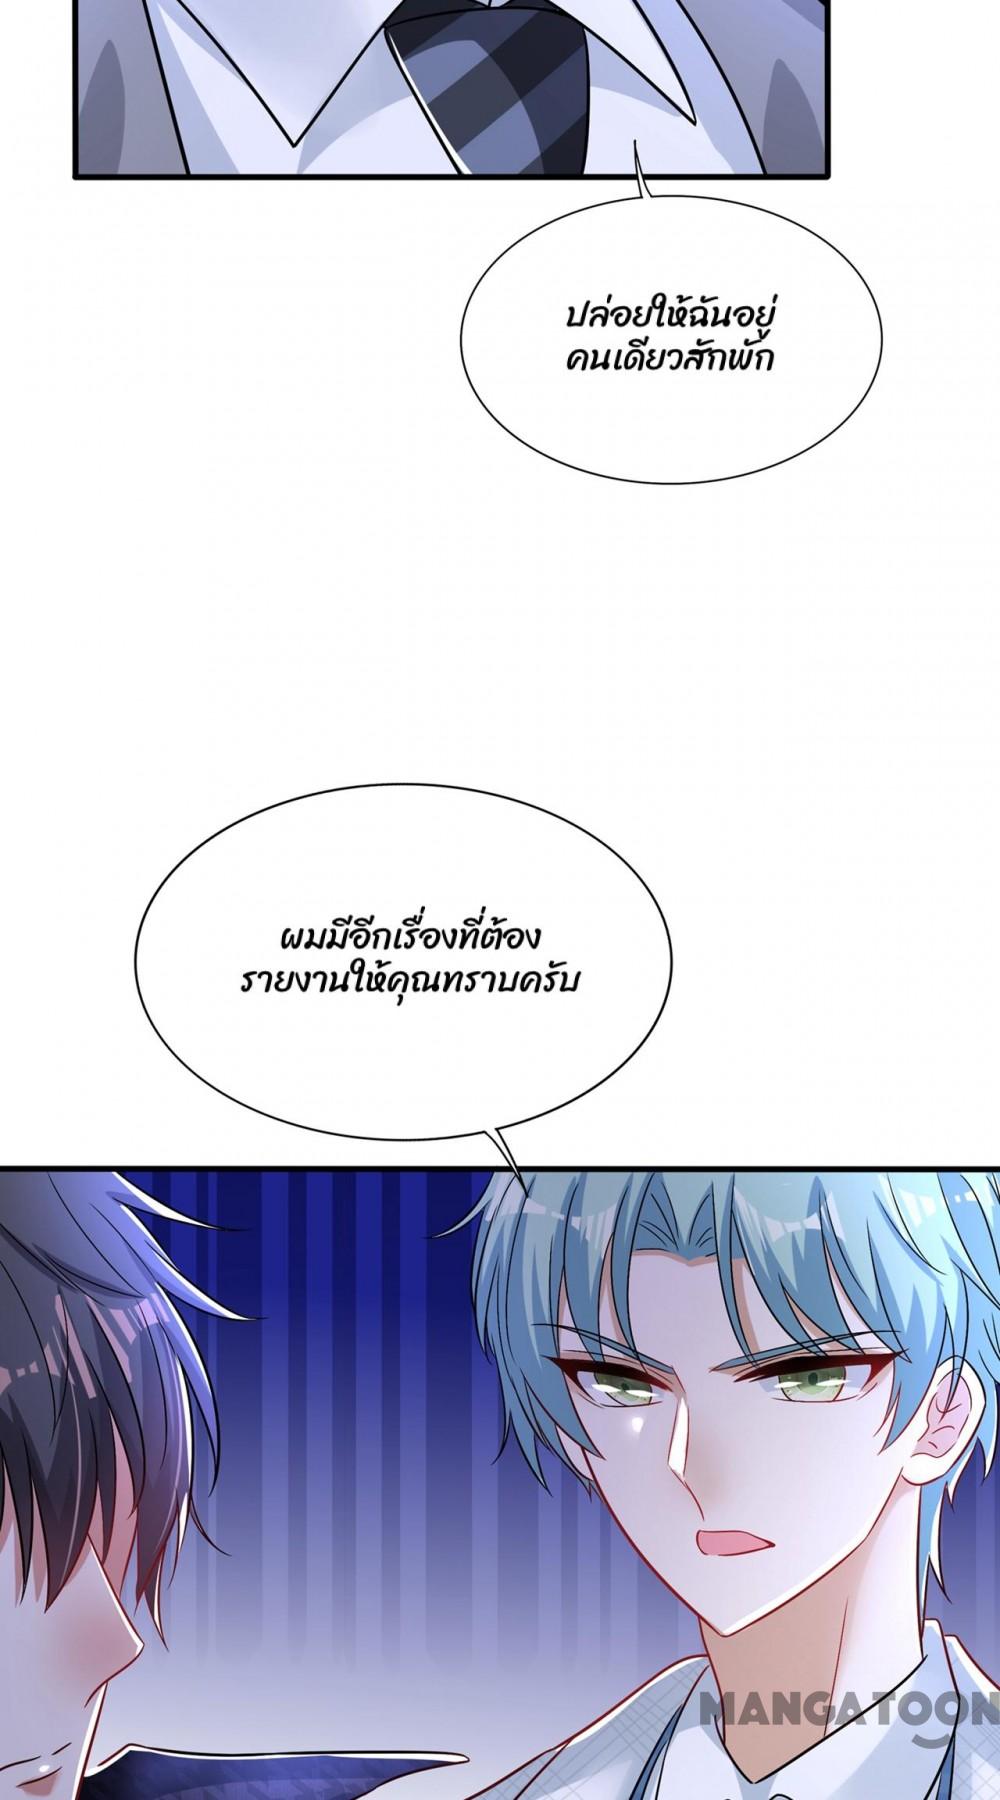 ปล่อยให้ฉันอยู่
คนเดียวสักพัก
ผมมีอีกเรื่องที่ต้อง
รายงานให้คุณทราบครับ
MANGATOON